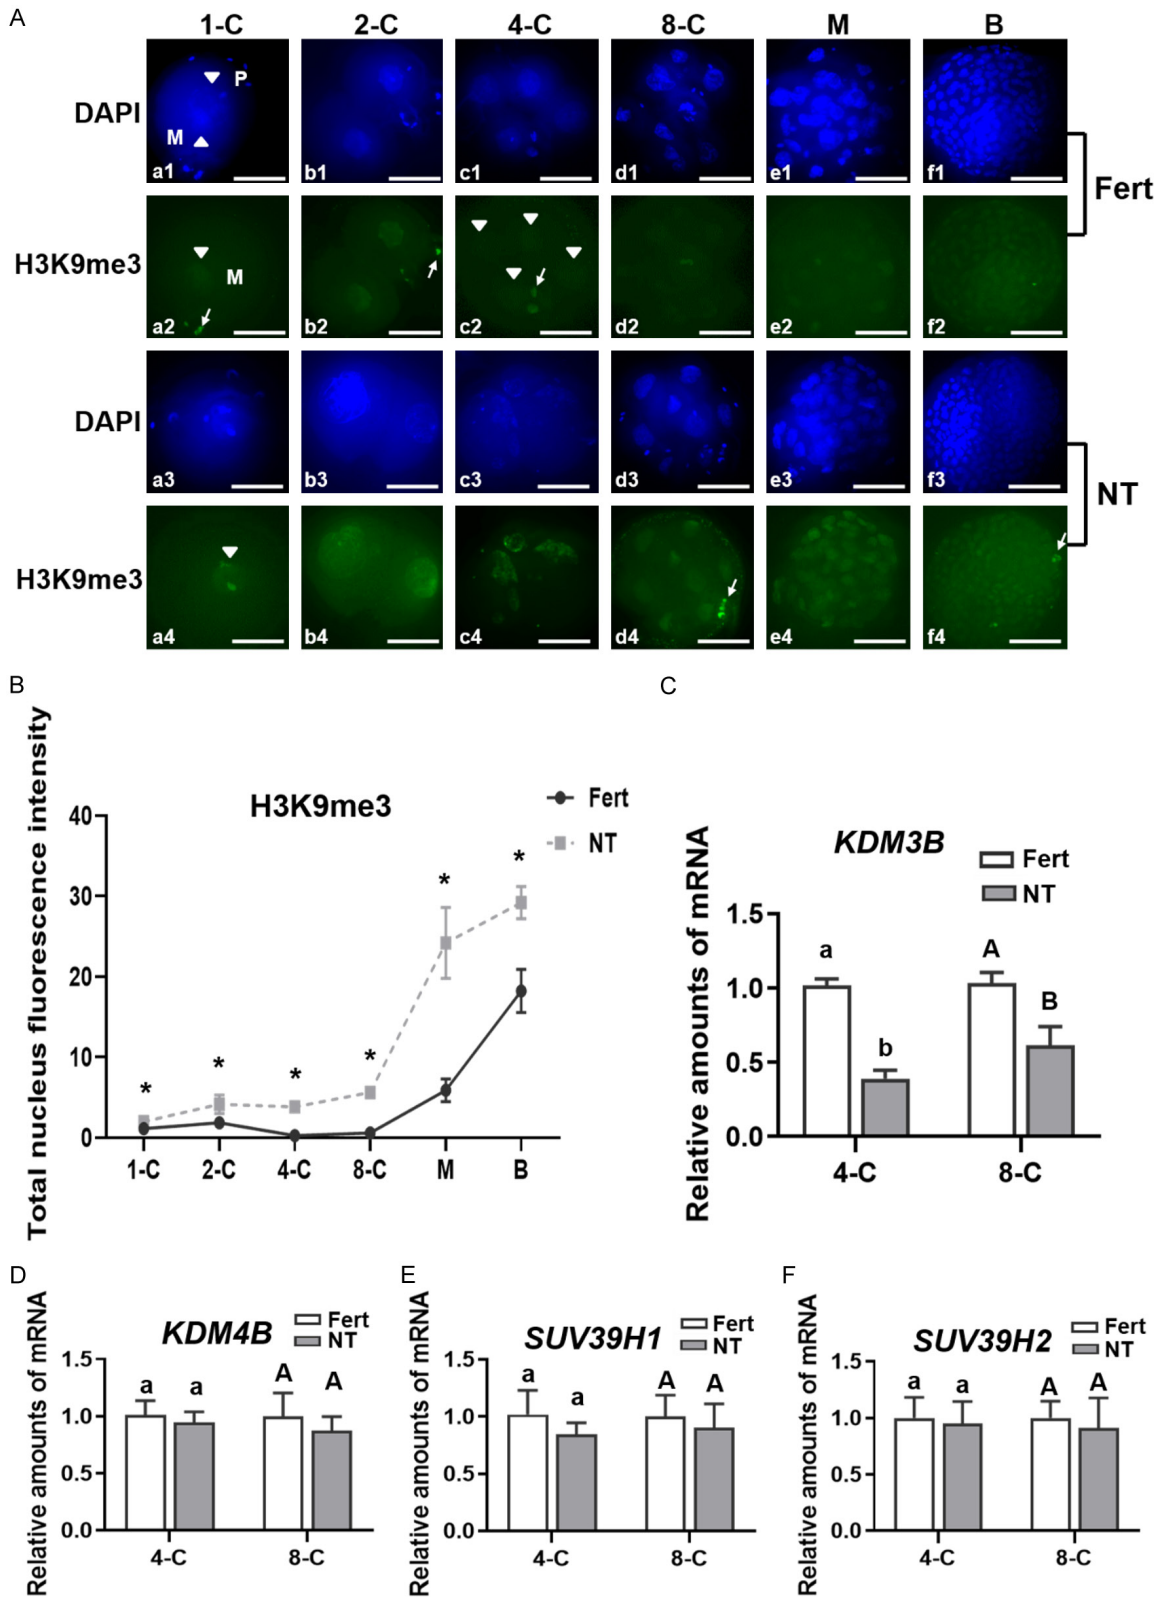 A
1-C 2-C 4-C 8-C M B
DAPI
P
M
a1 b1 c1 d1 e1 f1
Fert
H3K9me3
M
a2 b2 c2 d2 e2 f2
DAPI
a3 b3 c3 d3 e3 f3
NT
H3K9me3
a4 b4 c4 d4 e4 f4
B
H3K9me3
Total nucleus fluorescence intensity
Fert
NT
40
30
20
10
0
* * * * * *
1-C 2-C 4-C 8-C M B
C
KDM3B
Relative amounts of mRNA
Fert
NT
1.5
1.0
0.5
0.0
a b A B
4-C 8-C
D
KDM4B
Relative amounts of mRNA
Fert
NT
1.5
1.0
0.5
0.0
a a A A
4-C 8-C
E
SUV39H1
Relative amounts of mRNA
Fert
NT
1.5
1.0
0.5
0.0
a a A A
4-C 8-C
F
SUV39H2
Relative amounts of mRNA
Fert
NT
1.5
1.0
0.5
0.0
a a A A
4-C 8-C